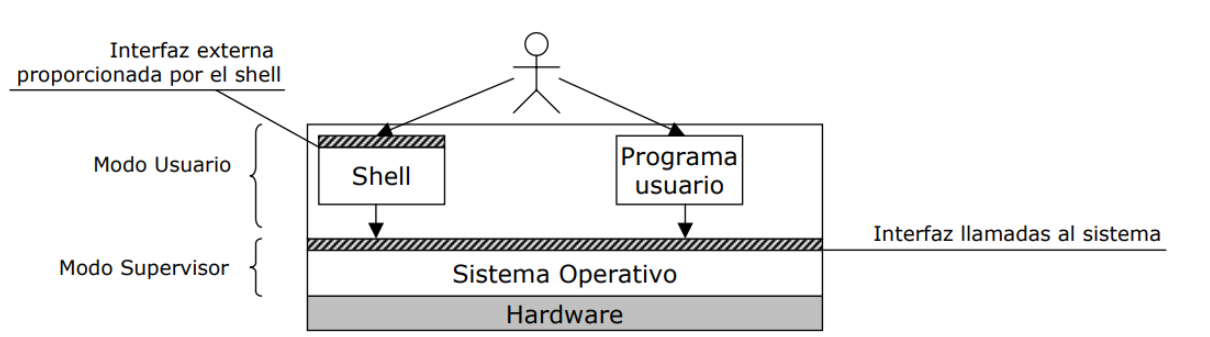 Interfaz externa
proporcionada por el shell
Modo Usuario
Shell
Programa
usuario
Interfaz llamadas al sistema
Modo Supervisor
Sistema Operativo
Hardware